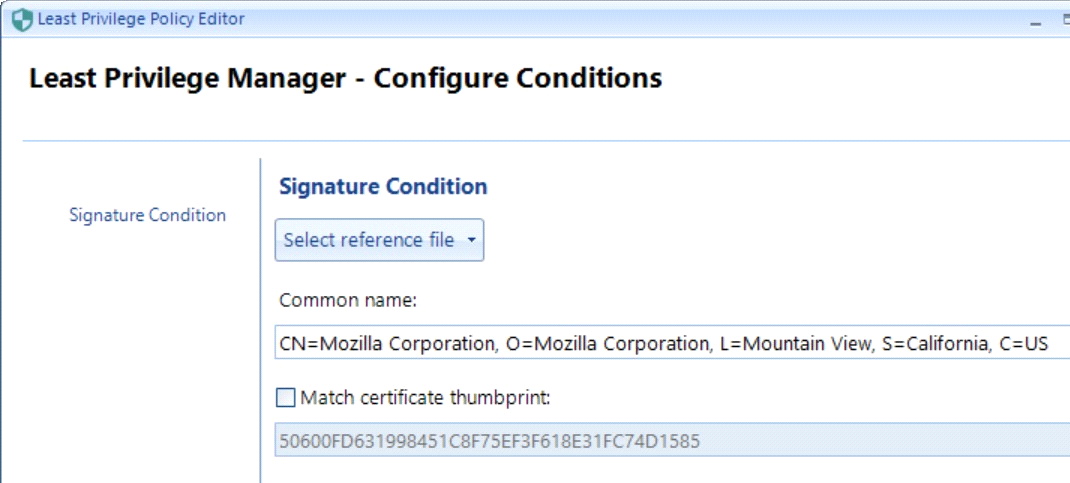 Least Privilege Policy Editor
Least Privilege Manager - Configure Conditions
Signature Condition
Signature Condition
Select reference file
Common name:
CN=Mozilla Corporation, O=Mozilla Corporation, L=Mountain View, S=California, C=US
Match certificate thumbprint:
50600FD631998451C8F75EF3F618E31FC74D1585